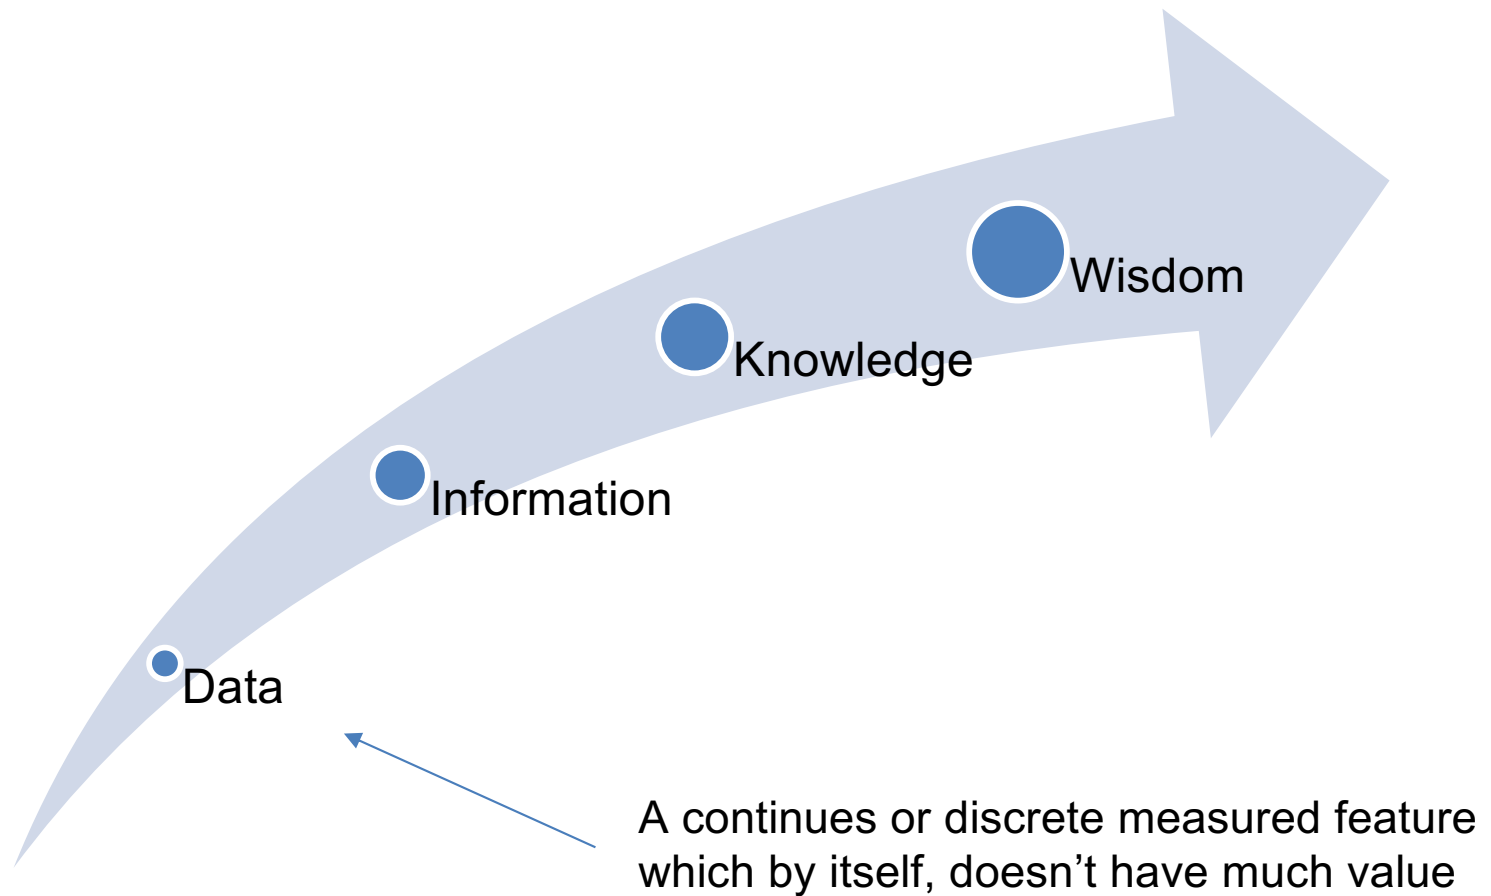 Wisdom
Knowledge
Information
Data
A continues or discrete measured feature
which by itself, doesn’t have much value